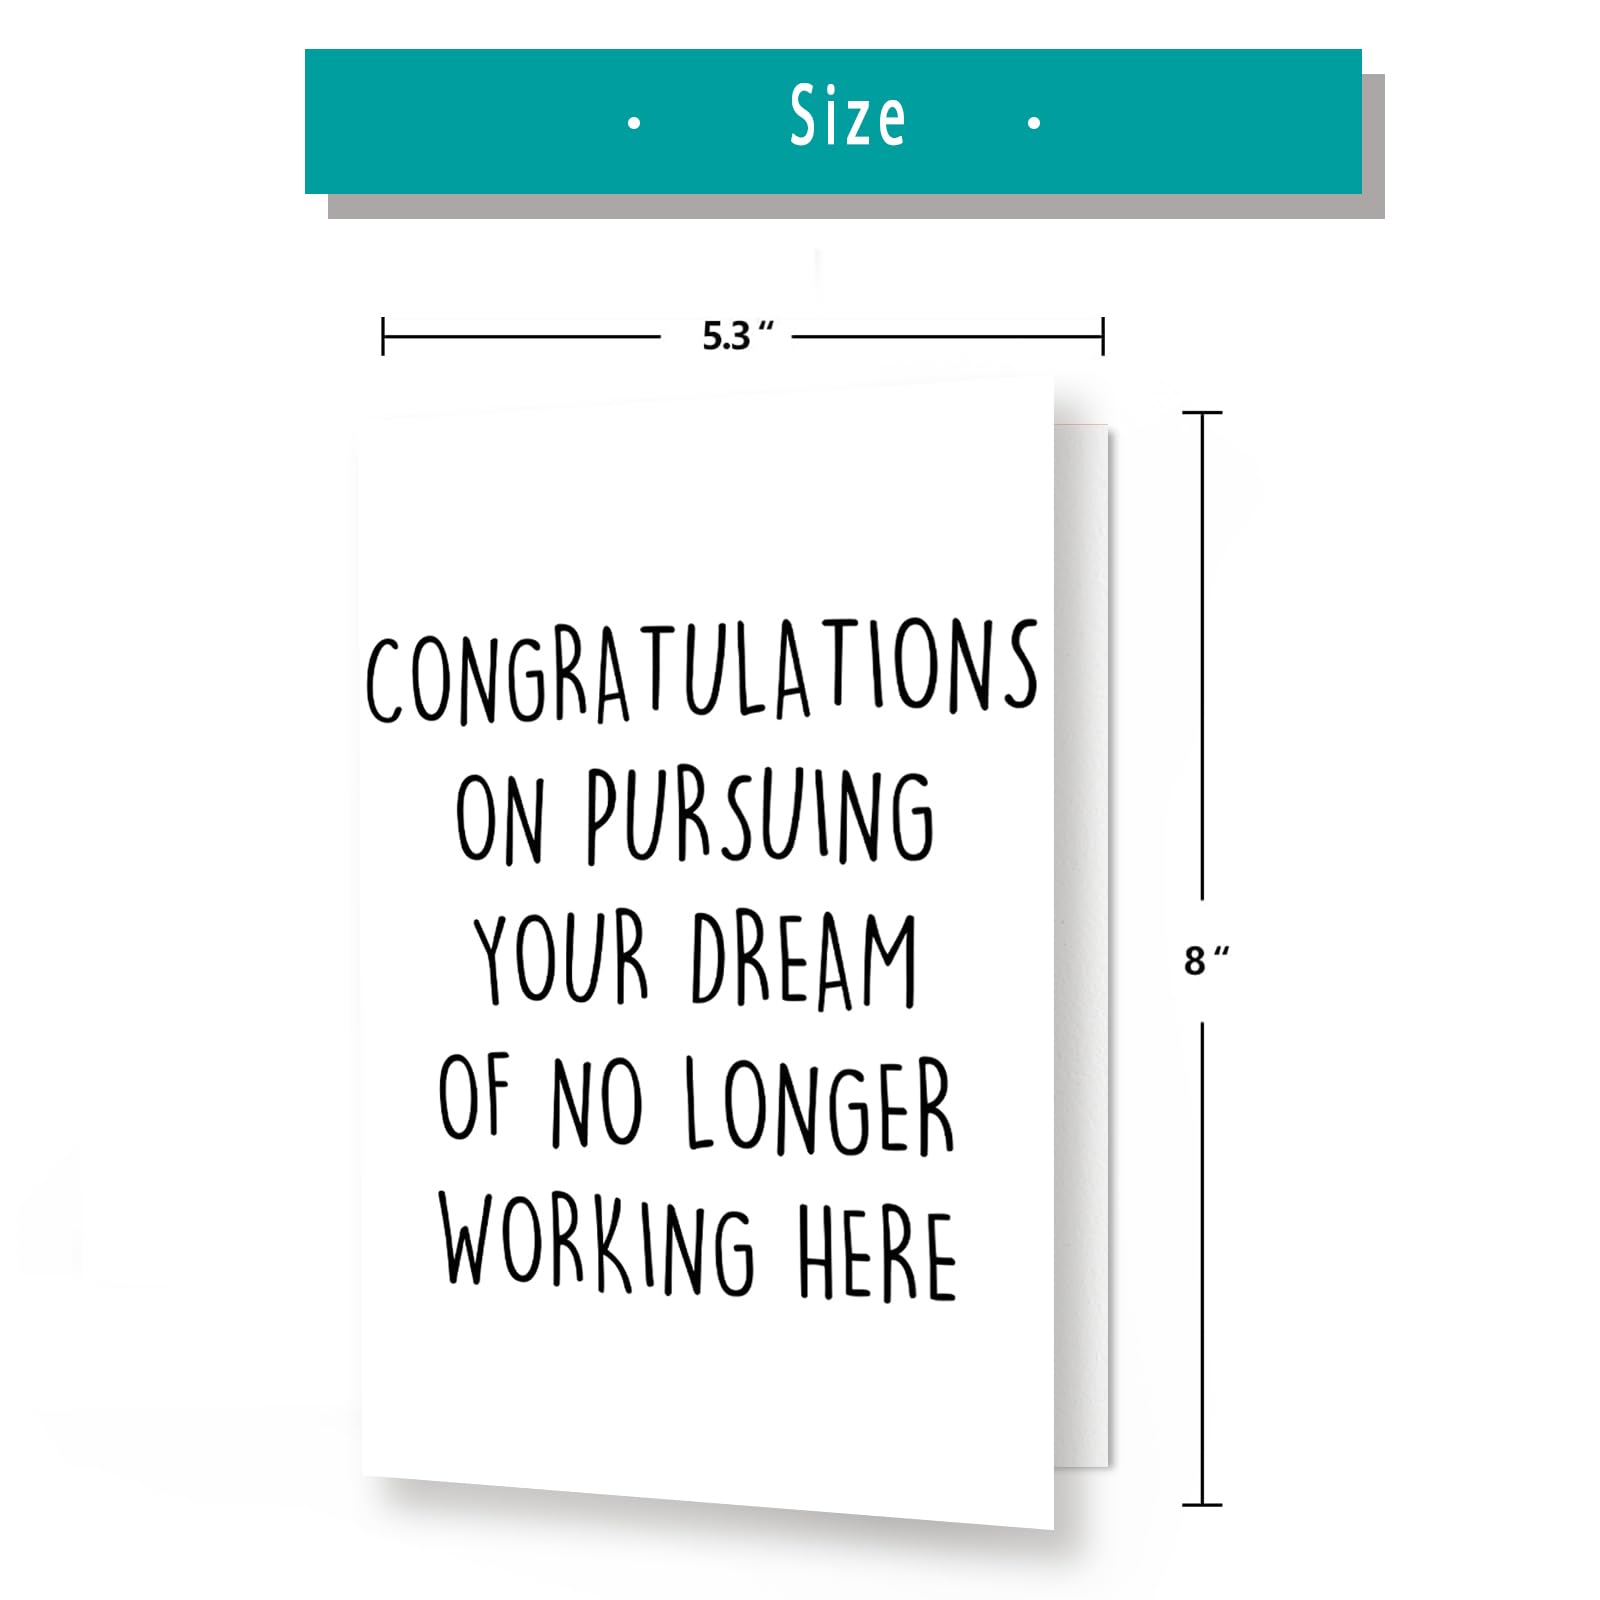 Size
5.3“
CONGRATULATIONS
ON PURSUING
YOUR DREAM
OF NO LONGER
WORKING HERE
8“